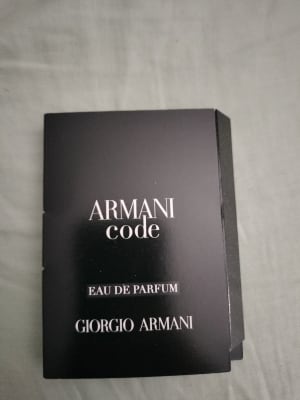 ARMANI
code
EAU DE PARFUM
GIORGIO ARMANI